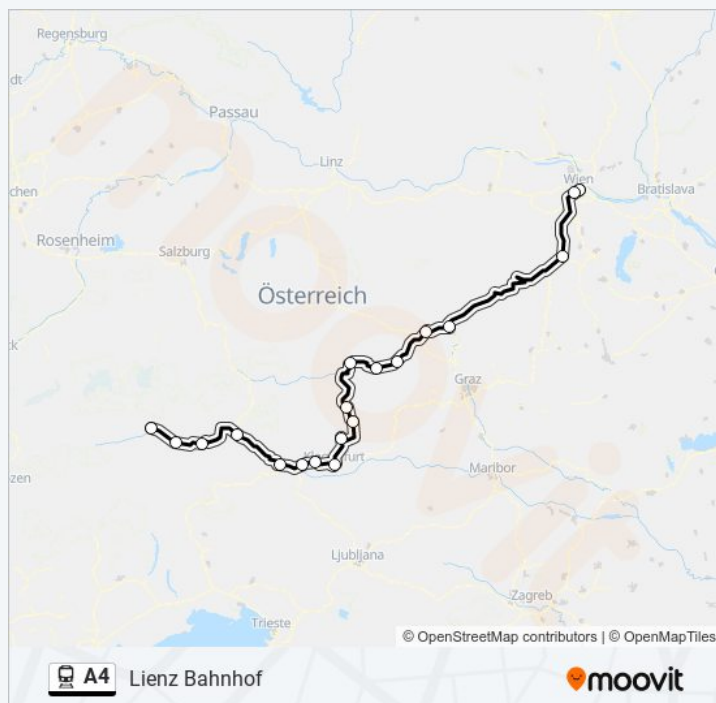 Regensburg
Passau
Linz
Wien
Bratislava
Rosenheim
Salzburg
Österreich
Graz
Maribor
Ljubljana
Zagreb
Trieste
moovit
© OpenStreetMap contributors | © OpenMapTiles
A4 Lienz Bahnhof
moovit